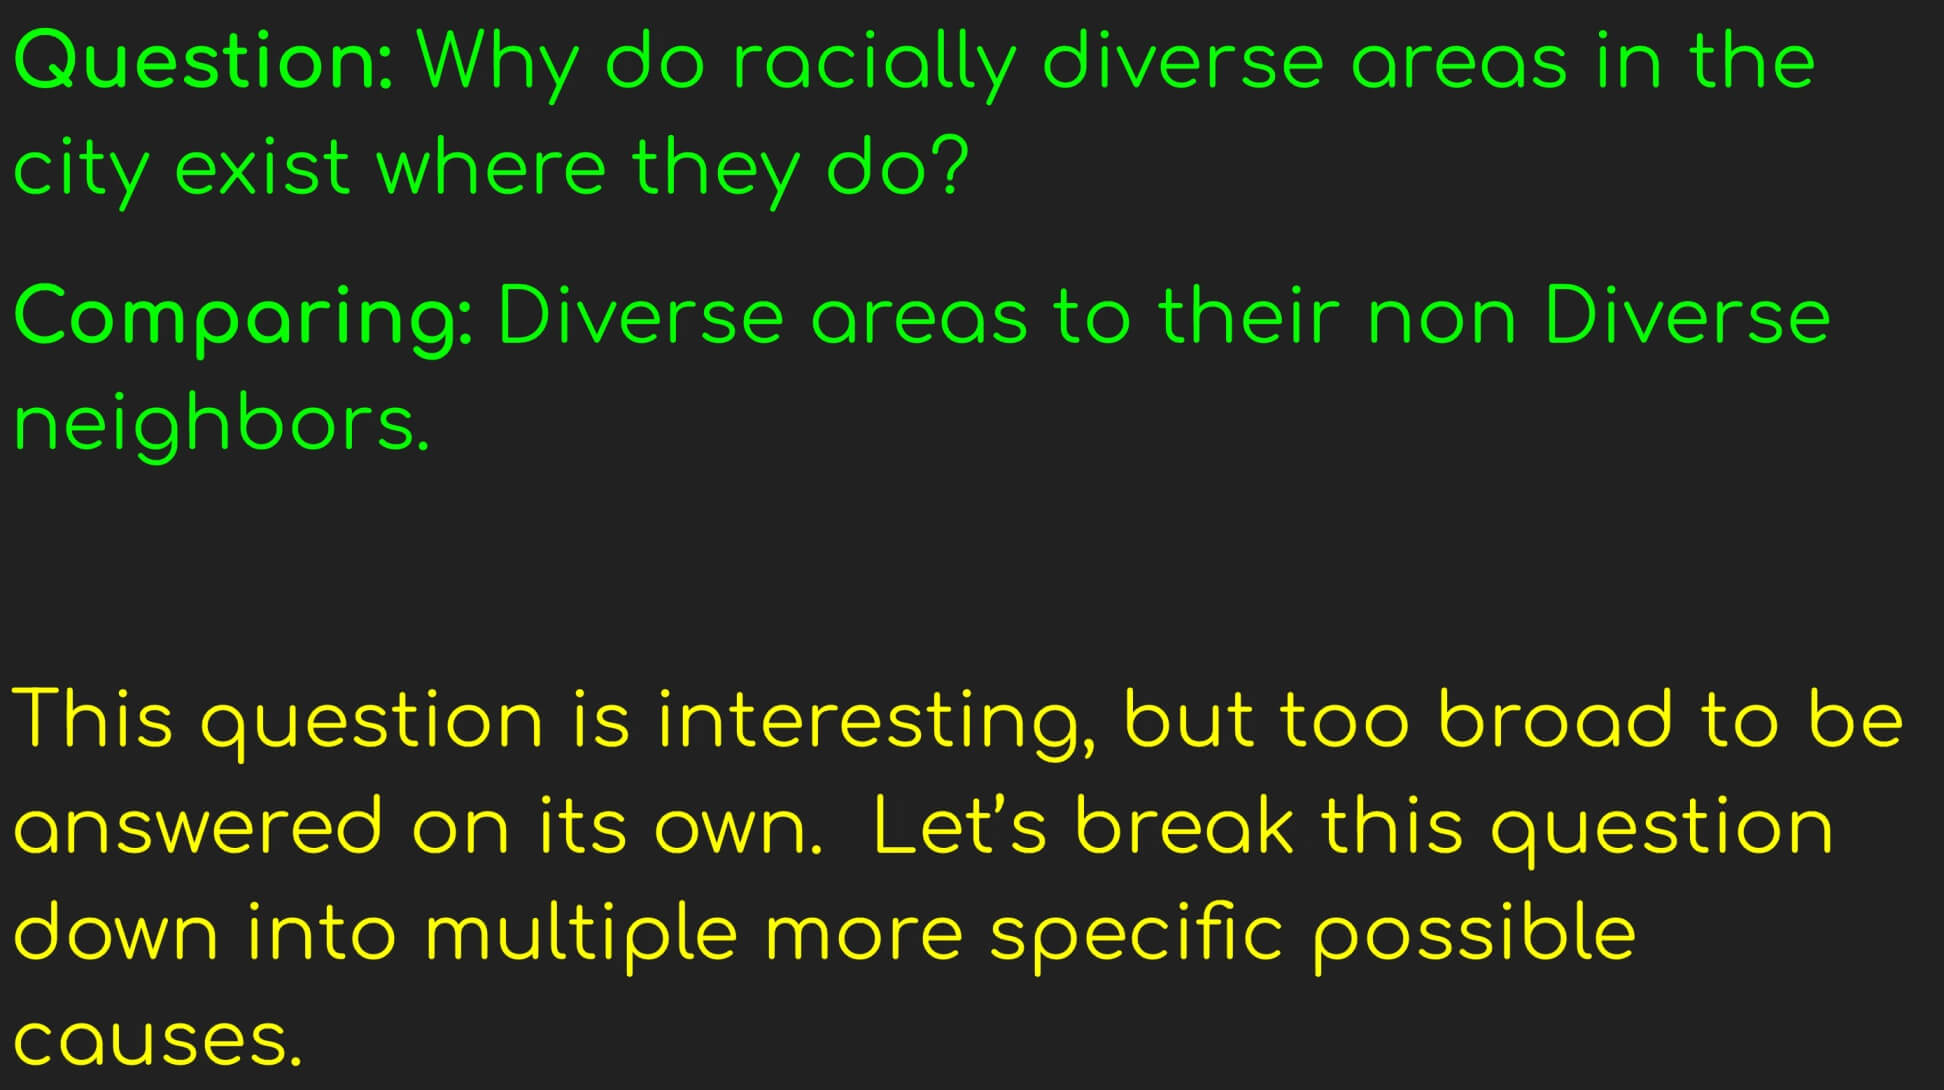 Question: Why do racially diverse areas in the
city exist where they do?
Comparing: Diverse areas to their non Diverse
neighbors.
This question is interesting, but too broad to be
answered on its own.  Let’s break this question
down into multiple more specific possible
causes.